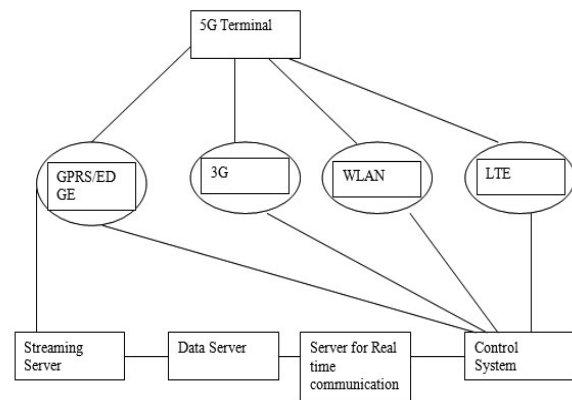 5G Terminal
GPRS/ED
GE
3G
WLAN
LTE
Streaming
Server
Data Server
Server for Real
time
communication
Control
System